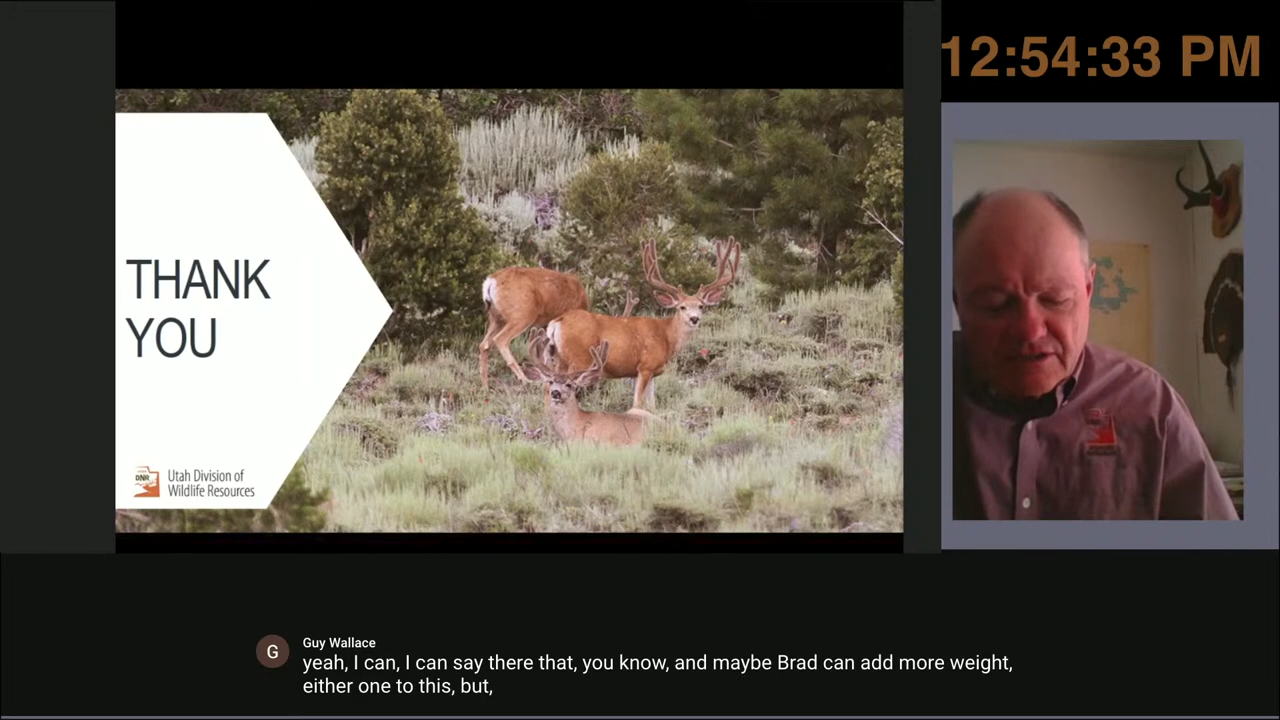 12:54:33 PM
THANK
YOU
DNR
Utah Division of
Wildlife Resources
G
Guy Wallace
yeah, I can, I can say there that, you know, and maybe Brad can add more weight,
either one to this, but,